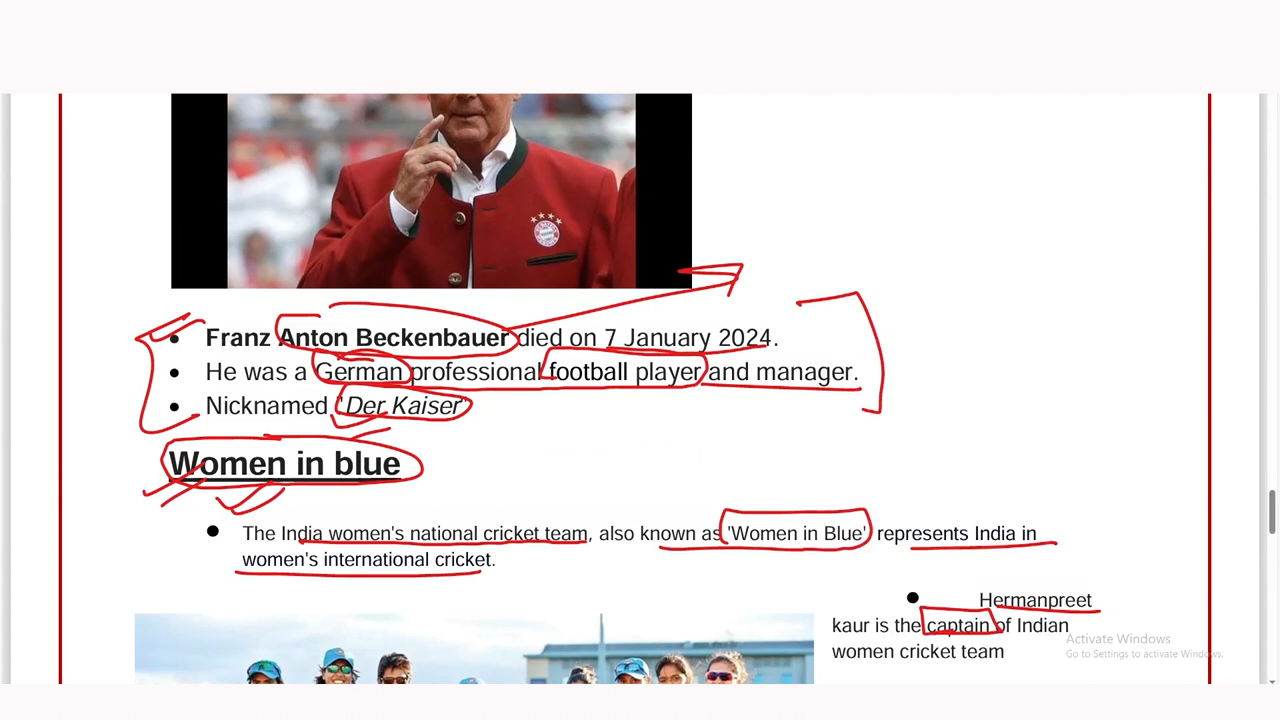 Franz Anton Beckenbauer died on 7 January 2024.
He was a German professional football player and manager.
Nicknamed "Der Kaiser"
Women in blue
The India women's national cricket team, also known as 'Women in Blue' represents India in
women's international cricket.
Hermanpreet
kaur is the captain of Indian
women cricket team
Activate Windows
Go to Settings to activate Windows.